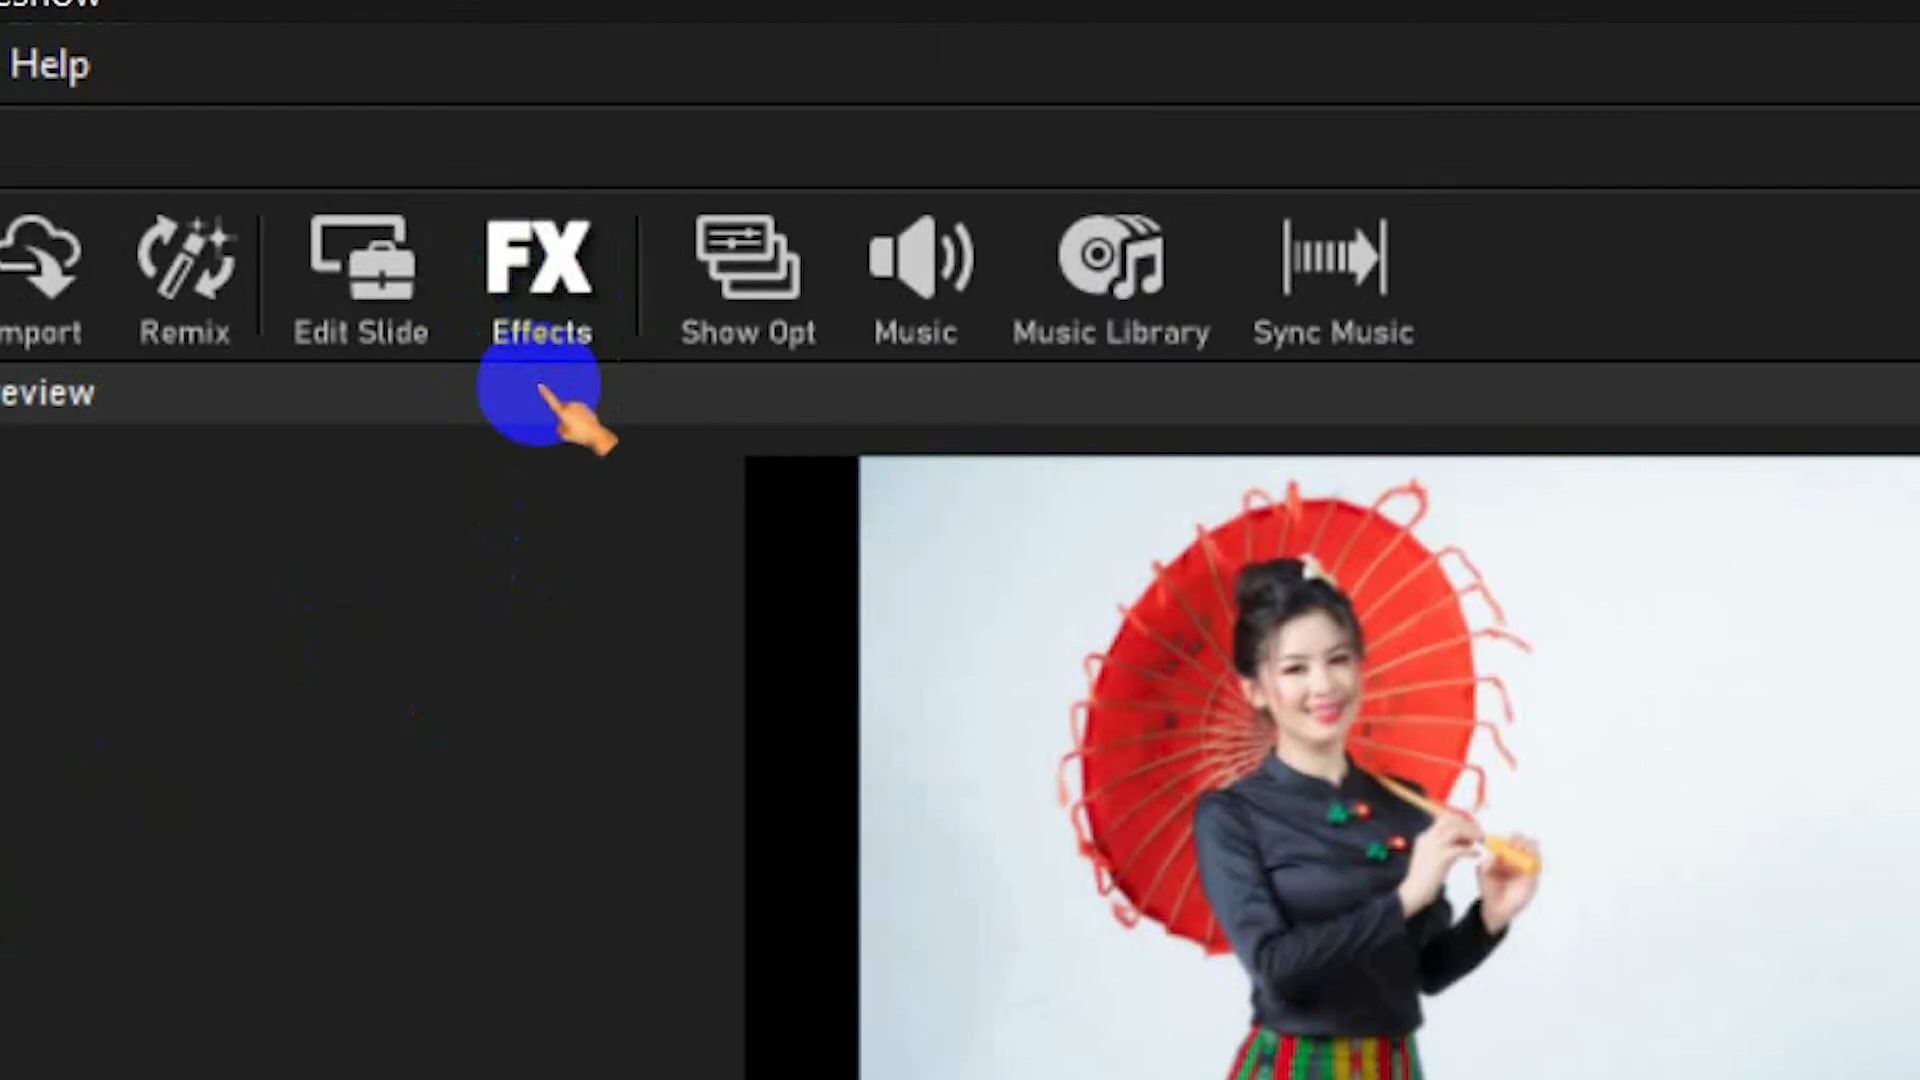 Help
mport
Remix
Edit Slide
FX
Effects
Show Opt
Music
Music Library
Sync Music
eview